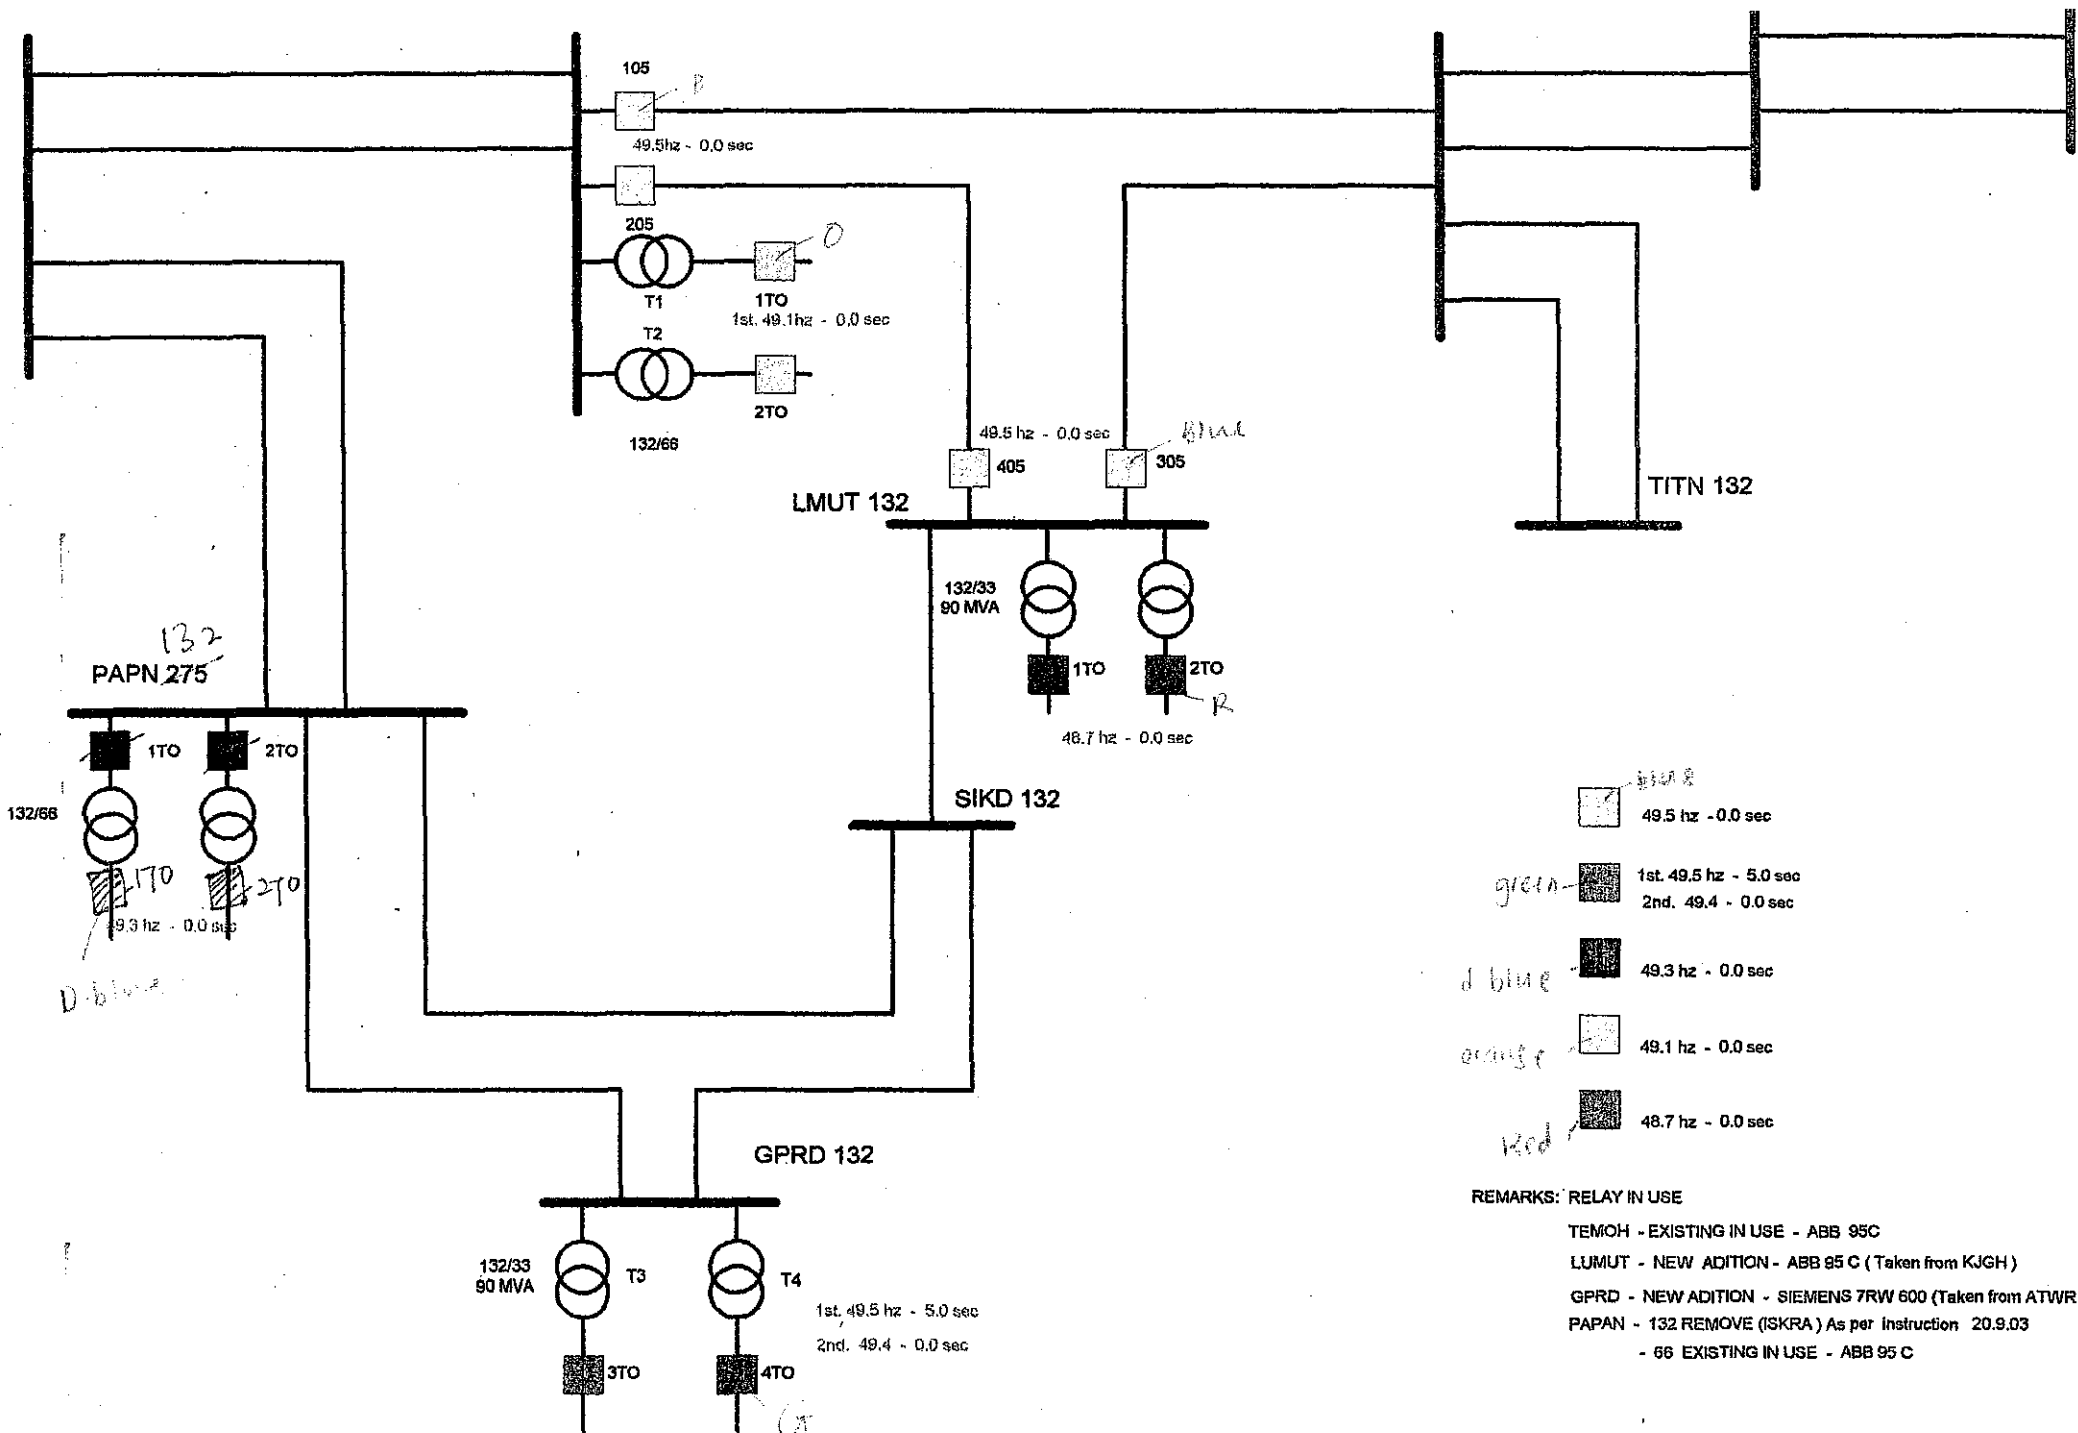 105
B
49.5hz - 0.0 sec
205
O
T1
1TO
1st. 49.1hz - 0.0 sec
T2
2TO
132/66
49.5 hz - 0.0 sec
Blue
405
305
LMUT 132
TITN 132
132/33
90 MVA
1TO
2TO
R
48.7 hz - 0.0 sec
132
PAPN 275
1TO
2TO
132/66
1TO
2TO
9.3 hz - 0.0 sec
D.blue
SIKD 132
blue
49.5 hz -0.0 sec
green
1st. 49.5 hz - 5.0 sec
2nd. 49.4 - 0.0 sec
d blue
49.3 hz - 0.0 sec
orange
49.1 hz - 0.0 sec
Red
48.7 hz - 0.0 sec
GPRD 132
132/33
90 MVA
T3
T4
1st. 49.5 hz - 5.0 sec
2nd. 49.4 - 0.0 sec
3TO
4TO
REMARKS: RELAY IN USE
TEMOH - EXISTING IN USE - ABB 95C
LUMUT - NEW ADITION - ABB 95 C ( Taken from KJGH )
GPRD - NEW ADITION - SIEMENS 7RW 600 (Taken from ATWR
PAPAN - 132 REMOVE (ISKRA ) As per instruction 20.9.03
- 66 EXISTING IN USE - ABB 95 C